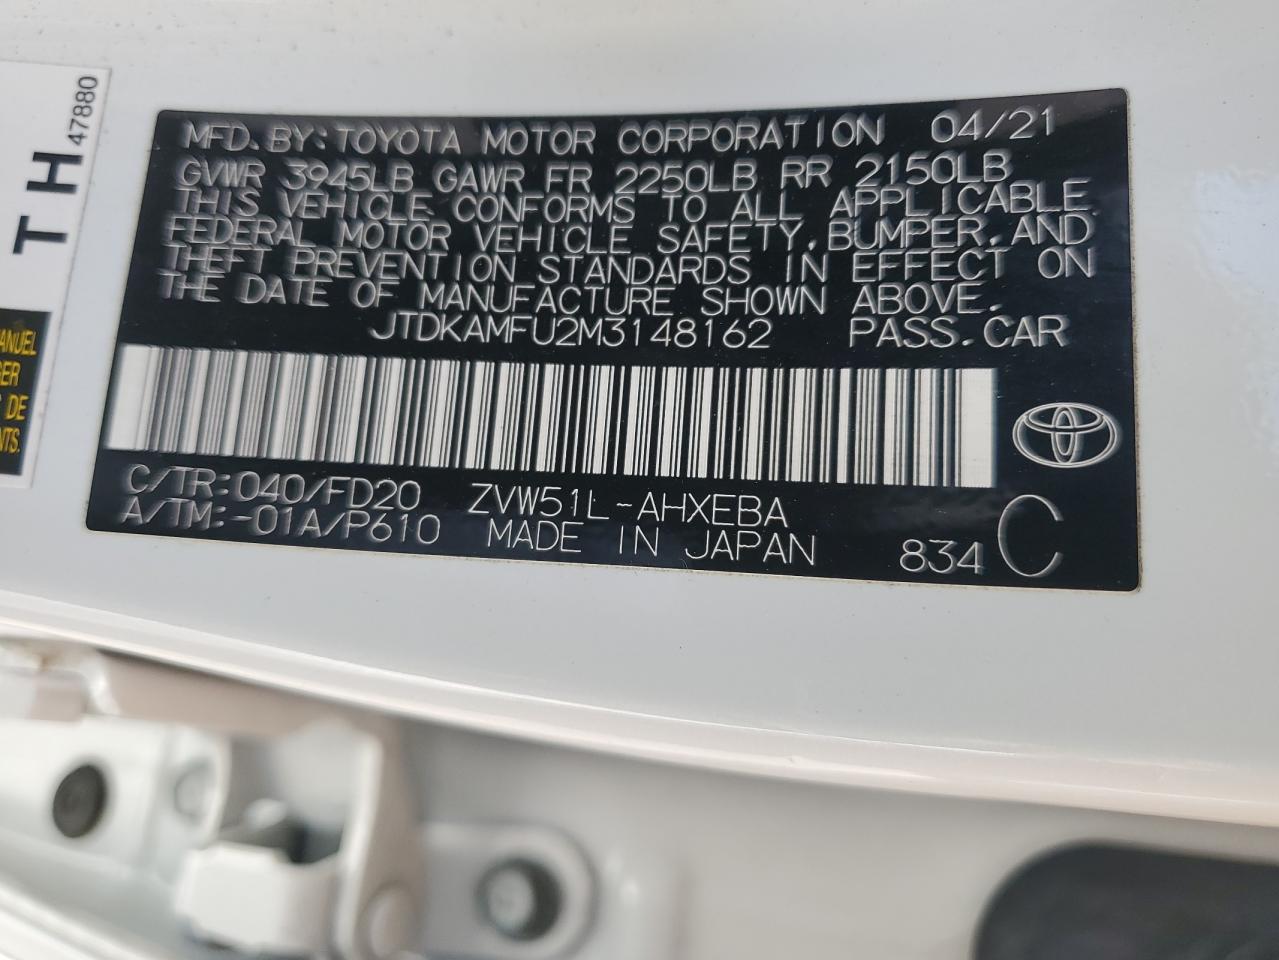 MFD.BY:TOYOTA MOTOR CORPORATION 04/21
GVWR 3945LB GAWR FR 2250LB RR 2150LB
THIS VEHICLE CONFORMS TO ALL APPLICABLE
FEDERAL MOTOR VEHICLE SAFETY,BUMPER,AND
THEFT PREVENTION STANDARDS IN EFFECT ON
THE DATE OF MANUFACTURE SHOWN ABOVE.
JTDKAMFU2M3148162 PASS.CAR
C/TR:040/FD20 ZVW51L-AHXEBA
A/TM:-01A/P610 MADE IN JAPAN 834 C
TH
47880
DE